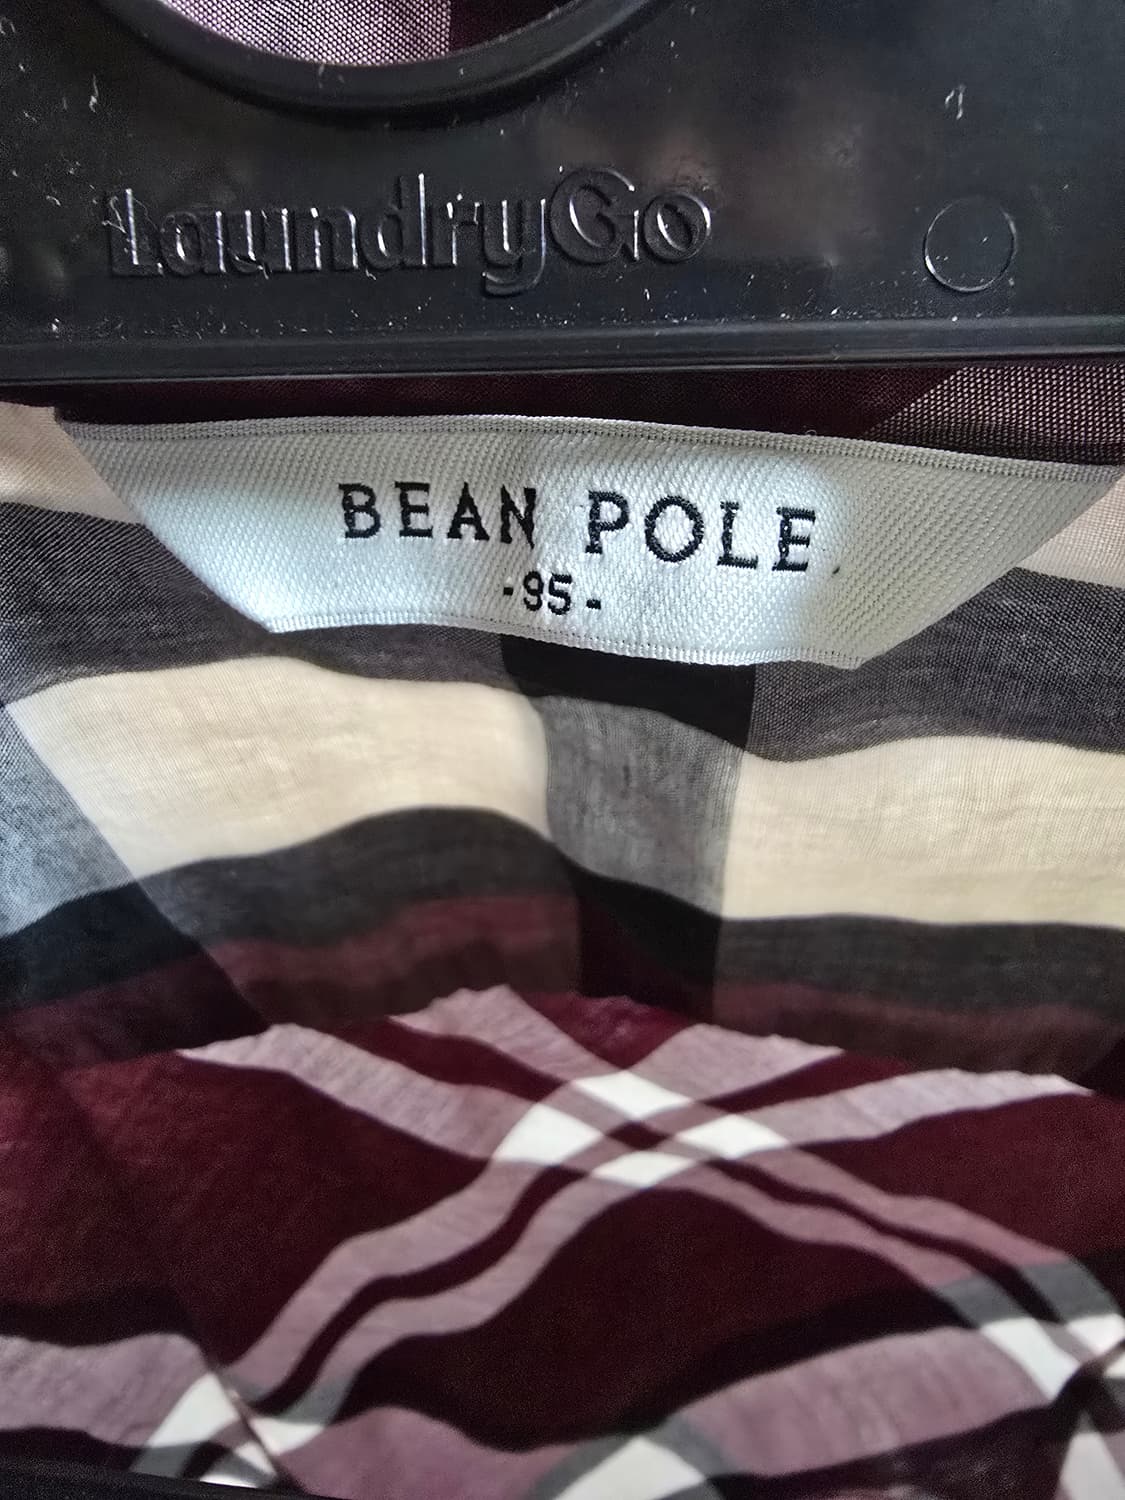 LaundryGo
BEAN POLE.
-95-